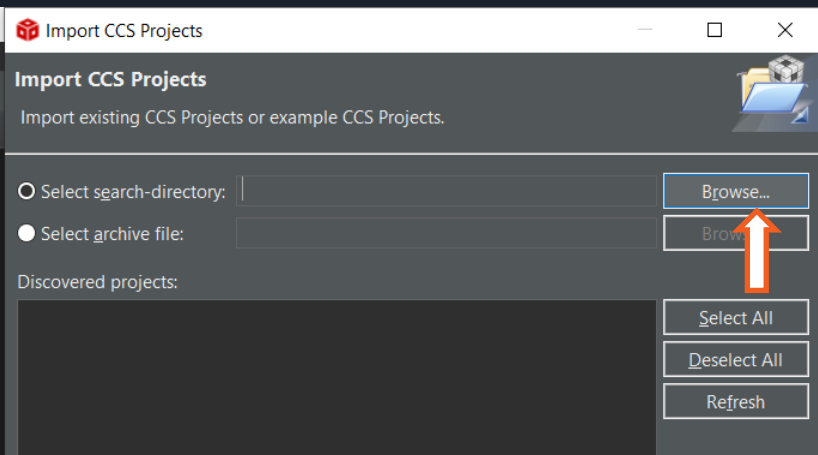 Import CCS Projects
Import CCS Projects
Import existing CCS Projects or example CCS Projects.
Select search-directory: Browse...
Select archive file:
Discovered projects:
Select All
Deselect All
Refresh